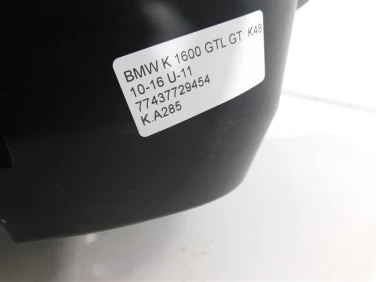 BMW K 1600 GTL GT K48
10-16 U-11
77437729454
K.A285